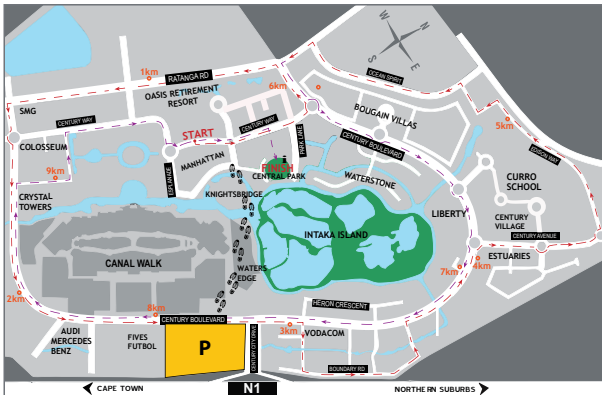 N
W
E
S
1km
RATANGA RD
OASIS RETIREMENT
RESORT
6km
OCEAN SPIRIT
SMG
CENTURY WAY
START
CENTURY WAY
BOUGAIN VILLAS
5km
COLOSSEUM
PARK LANE
CENTURY BOULEVARD
EDISON WAY
MANHATTAN
FINISH
CENTRAL PARK
9km
ESPLANADE
CURRO
SCHOOL
WATERSTONE
CRYSTAL
TOWERS
KNIGHTSBRIDGE
LIBERTY
CENTURY
VILLAGE
INTAKA ISLAND
CENTURY AVENUE
CANAL WALK
WATERS
EDGE
ESTUARIES
7km
4km
2km
HERON CRESCENT
8km
CENTURY BOULEVARD
3km
VODACOM
AUDI
MERCEDES
BENZ
FIVES
FUTBOL
P
CENTURY CITY DRIVE
BOUNDARY RD
CAPE TOWN
N1
NORTHERN SUBURBS